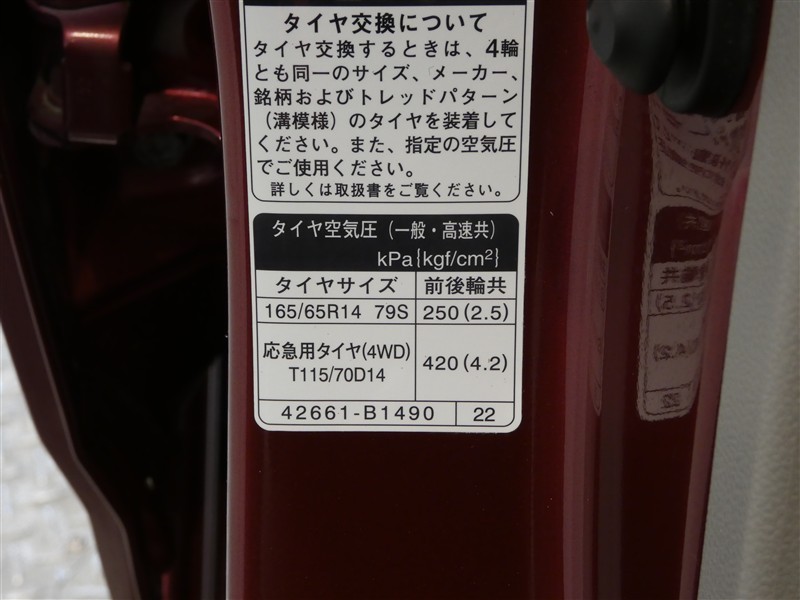 タイヤ交換について
タイヤ交換するときは、4輪
とも同一のサイズ、メーカー、
銘柄およびトレッドパターン
（溝模様）のタイヤを装着して
ください。また、指定の空気圧
でご使用ください。
詳しくは取扱書をご覧ください。
タイヤ空気圧（一般・高速共）
kPa{kgf/cm²}
タイヤサイズ 前後輪共
165/65R14 79S 250(2.5)
応急用タイヤ(4WD)
T115/70D14 420(4.2)
42661-B1490 22